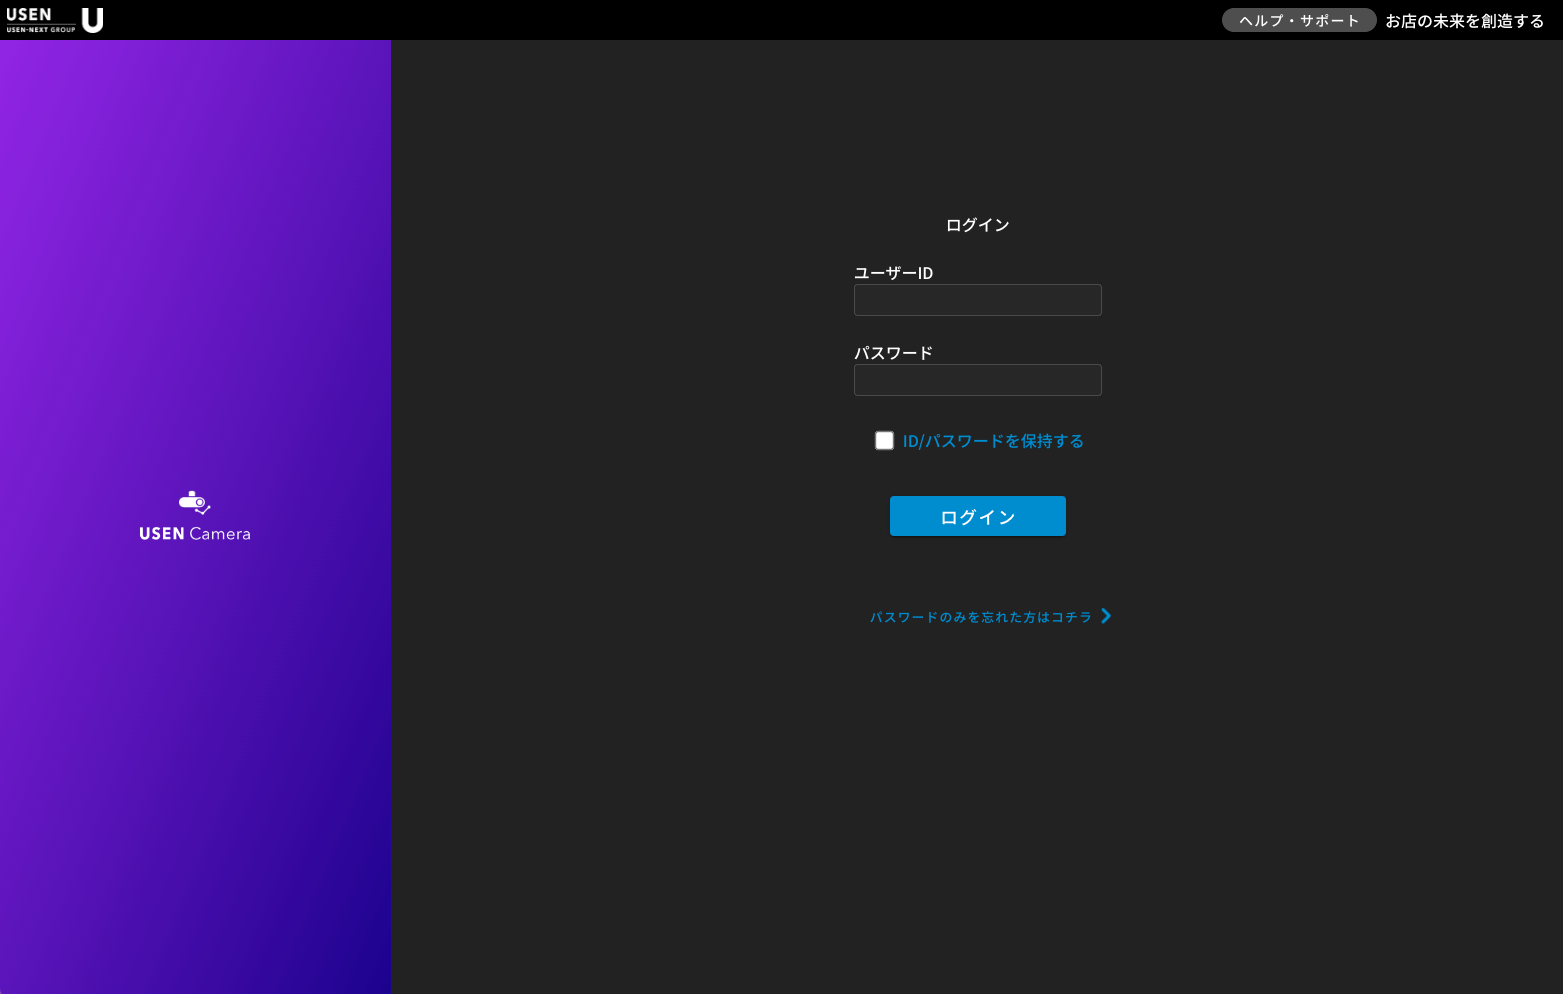 USEN
USEN-NEXT GROUP
U
ヘルプ・サポート
お店の未来を創造する
USEN Camera
ログイン
ユーザーID
パスワード
ID/パスワードを保持する
ログイン
パスワードのみを忘れた方はコチラ